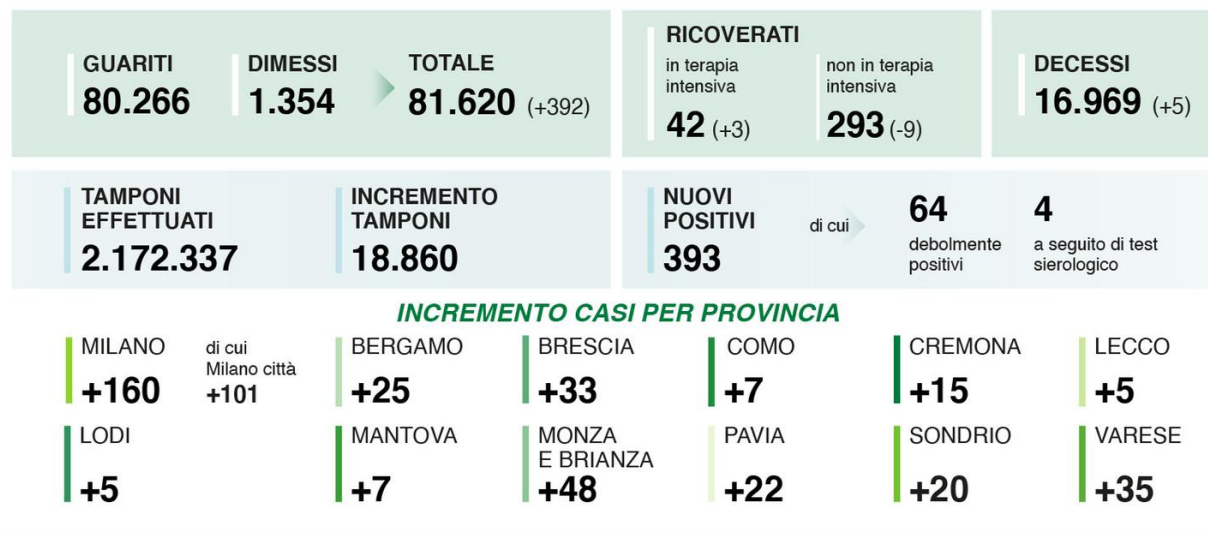 GUARITI
80.266
DIMESSI
1.354
TOTALE
81.620 (+392)
RICOVERATI
in terapia
intensiva
42 (+3)
non in terapia
intensiva
293 (-9)
DECESSI
16.969 (+5)
TAMPONI
EFFETTUATI
2.172.337
INCREMENTO
TAMPONI
18.860
NUOVI
POSITIVI
393
di cui
64
debolmente
positivi
4
a seguito di test
sierologico
INCREMENTO CASI PER PROVINCIA
MILANO
+160
di cui
Milano città
+101
BERGAMO
+25
BRESCIA
+33
COMO
+7
CREMONA
+15
LECCO
+5
LODI
+5
MANTOVA
+7
MONZA
E BRIANZA
+48
PAVIA
+22
SONDRIO
+20
VARESE
+35